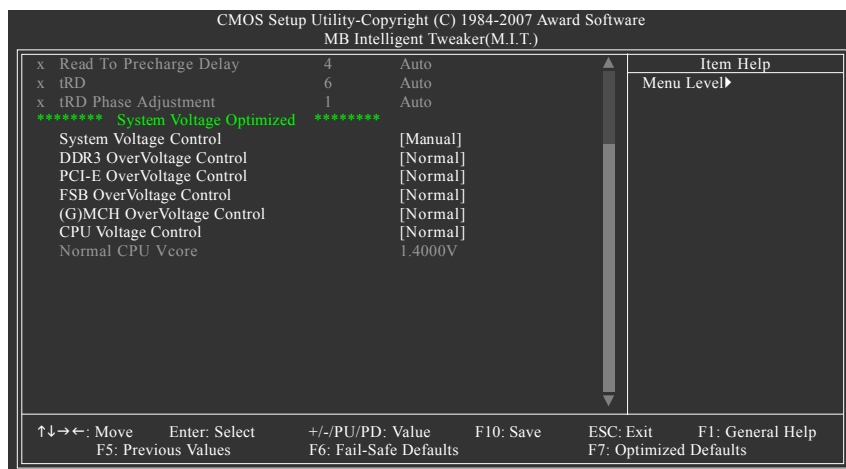 CMOS Setup Utility-Copyright (C) 1984-2007 Award Software
MB Intelligent Tweaker(M.I.T.)
x Read To Precharge Delay 4 Auto
x tRD 6 Auto
x tRD Phase Adjustment 1 Auto
******** System Voltage Optimized ********
System Voltage Control [Manual]
DDR3 OverVoltage Control [Normal]
PCI-E OverVoltage Control [Normal]
FSB OverVoltage Control [Normal]
(G)MCH OverVoltage Control [Normal]
CPU Voltage Control [Normal]
Normal CPU Vcore 1.4000V
Item Help
Menu Level▶
↑↓→←: Move Enter: Select +/-/PU/PD: Value F10: Save ESC: Exit F1: General Help
F5: Previous Values F6: Fail-Safe Defaults F7: Optimized Defaults